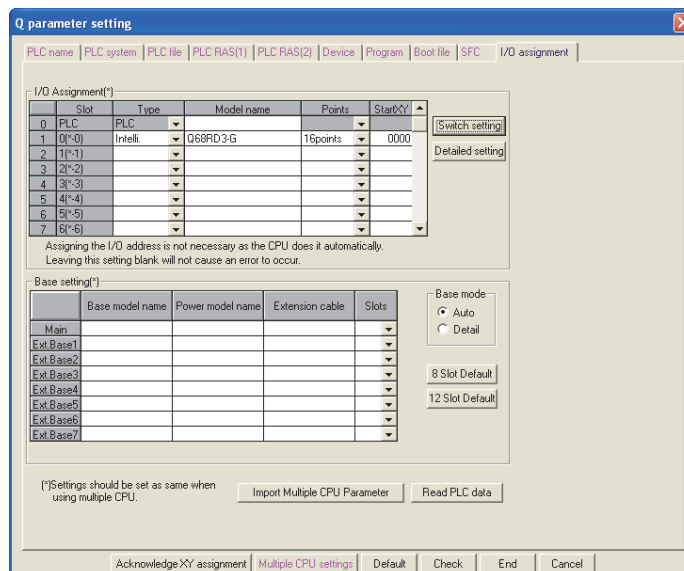 Q parameter setting
PLC name PLC system PLC file PLC RAS(1) PLC RAS(2) Device Program Boot file SFC I/O assignment
I/O Assignment(*)
Slot Type Model name Points StartXY
0 PLC PLC
1 0(*-0) Intelli. Q68RD3-G 16points 0000
2 1(*-1)
3 2(*-2)
4 3(*-3)
5 4(*-4)
6 5(*-5)
7 6(*-6)
Switch setting
Detailed setting
Assigning the I/O address is not necessary as the CPU does it automatically.
Leaving this setting blank will not cause an error to occur.
Base setting(*)
Base model name Power model name Extension cable Slots
Main
Ext.Base1
Ext.Base2
Ext.Base3
Ext.Base4
Ext.Base5
Ext.Base6
Ext.Base7
Base mode
Auto
Detail
8 Slot Default
12 Slot Default
(*)Settings should be set as same when
using multiple CPU.
Import Multiple CPU Parameter Read PLC data
Acknowledge XY assignment Multiple CPU settings Default Check End Cancel